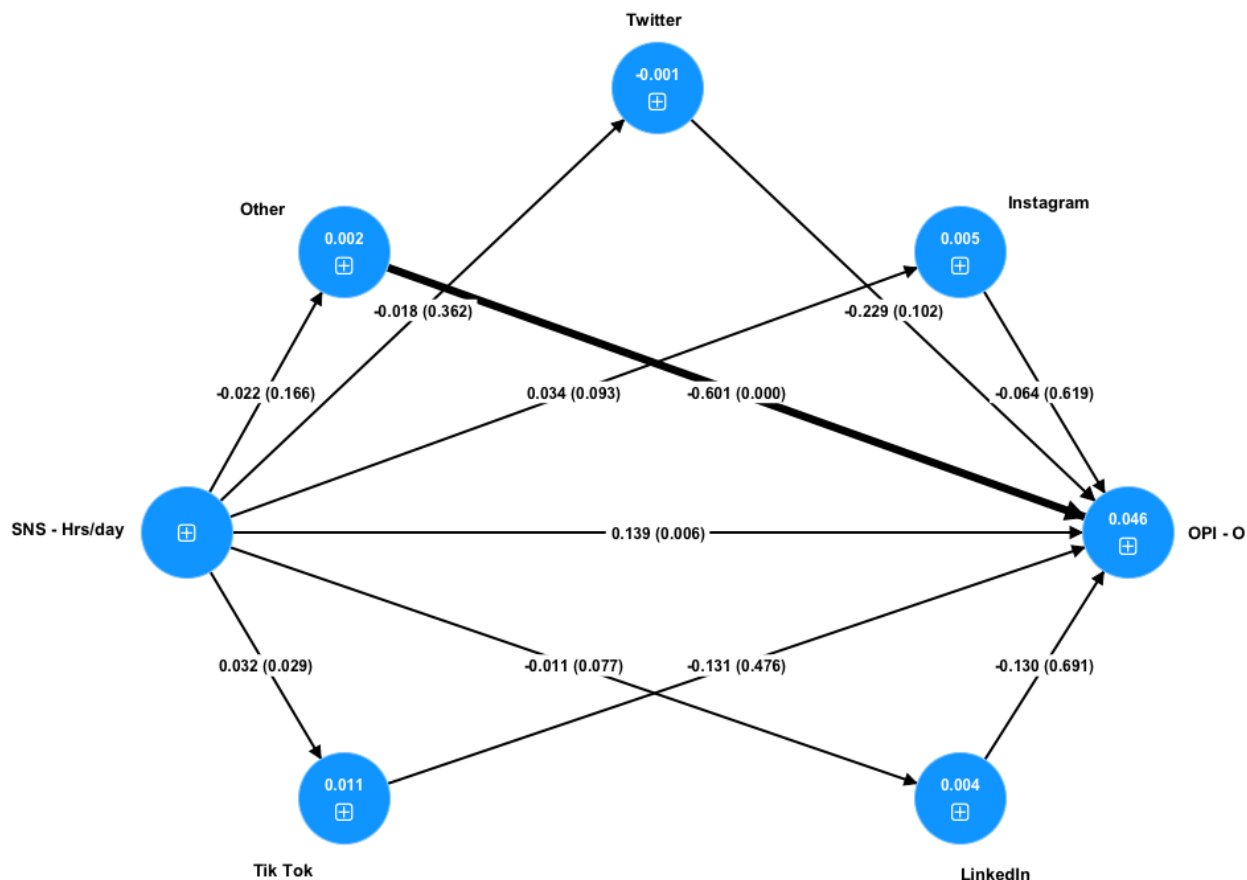 Twitter
-0.001
Other
0.002
Instagram
0.005
-0.018 (0.362)
-0.229 (0.102)
-0.022 (0.166)
0.034 (0.093)
-0.601 (0.000)
-0.064 (0.619)
SNS - Hrs/day
0.139 (0.006)
0.046
OPI - O
0.032 (0.029)
-0.011 (0.077)
-0.131 (0.476)
-0.130 (0.691)
0.011
0.004
Tik Tok
LinkedIn